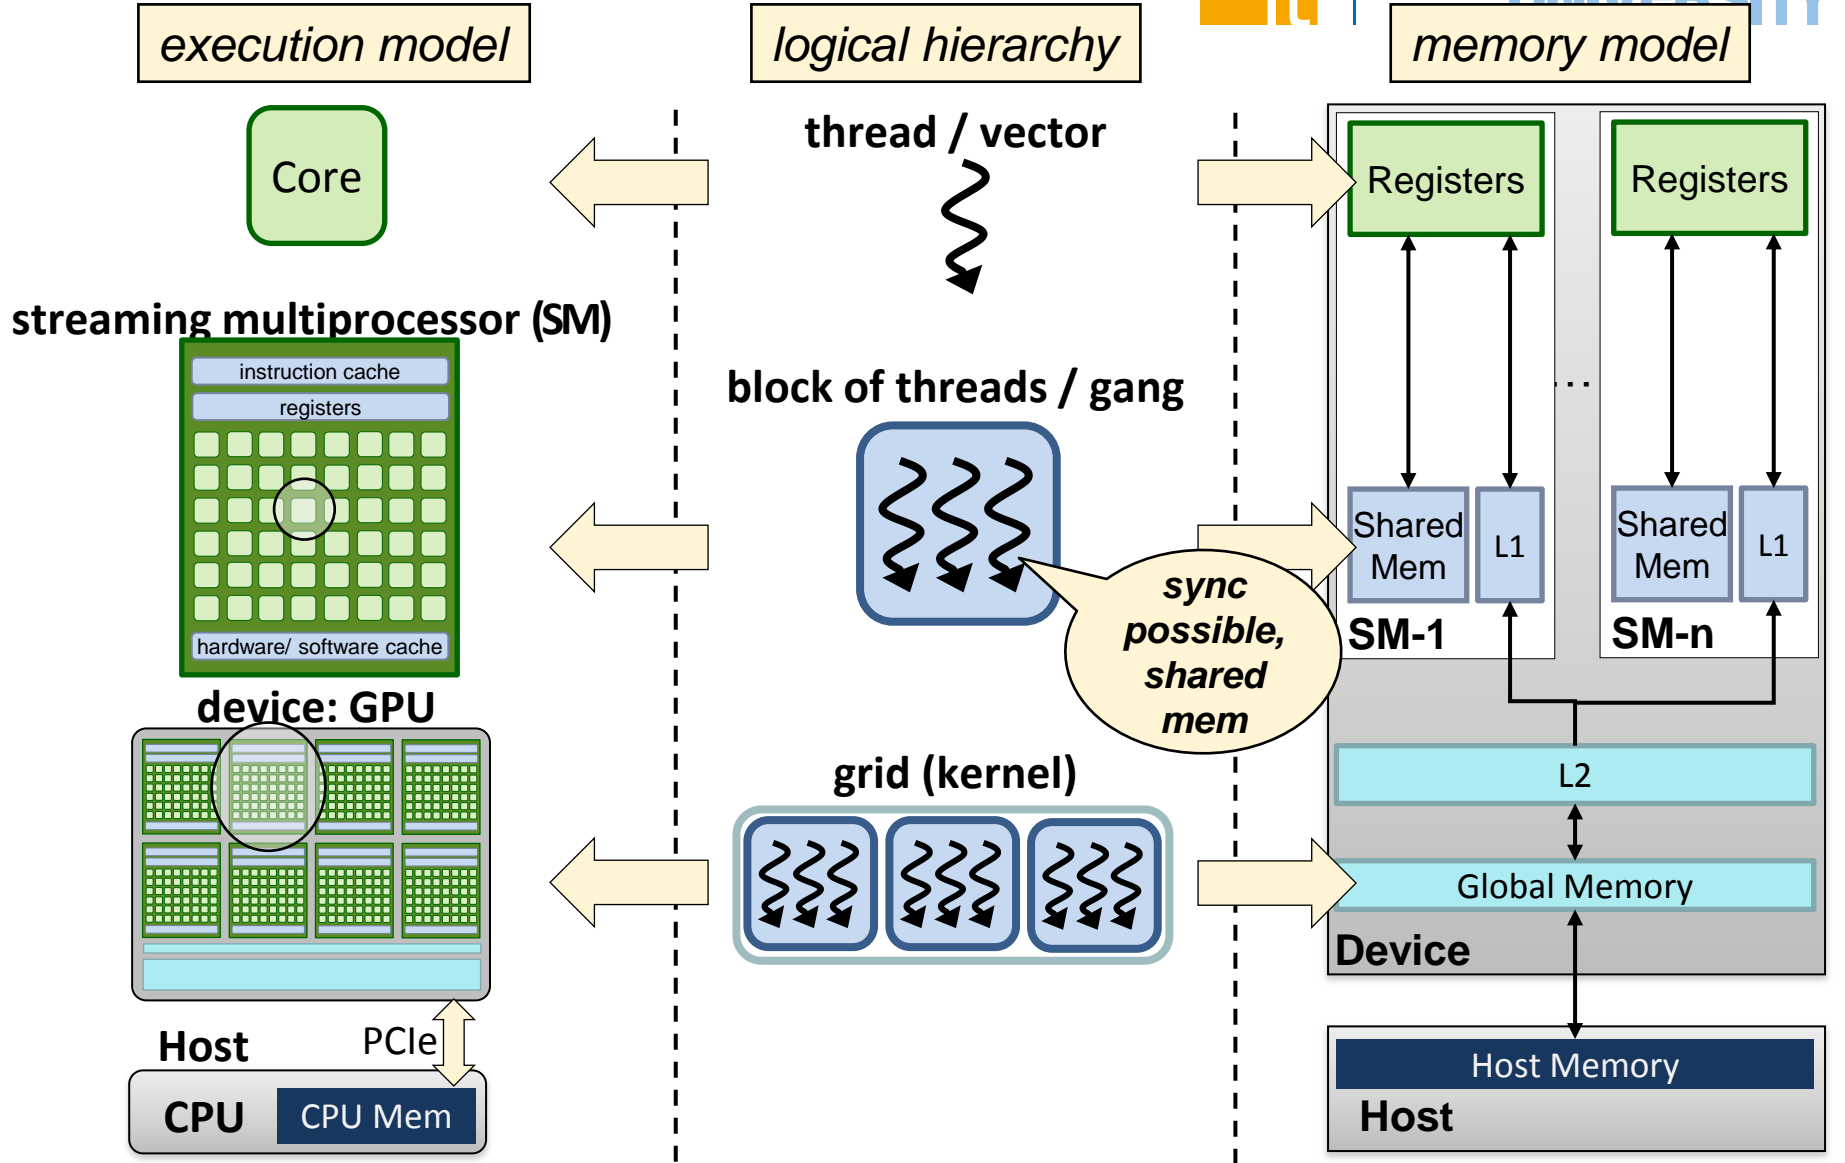 execution model
logical hierarchy
memory model
Core
thread / vector
Registers
Registers
streaming multiprocessor (SM)
instruction cache
registers
hardware/ software cache
block of threads / gang
...
Shared
Mem
L1
Shared
Mem
L1
SM-1
SM-n
sync
possible,
shared
mem
device: GPU
grid (kernel)
L2
Global Memory
Device
Host
PCIe
CPU
CPU Mem
Host Memory
Host